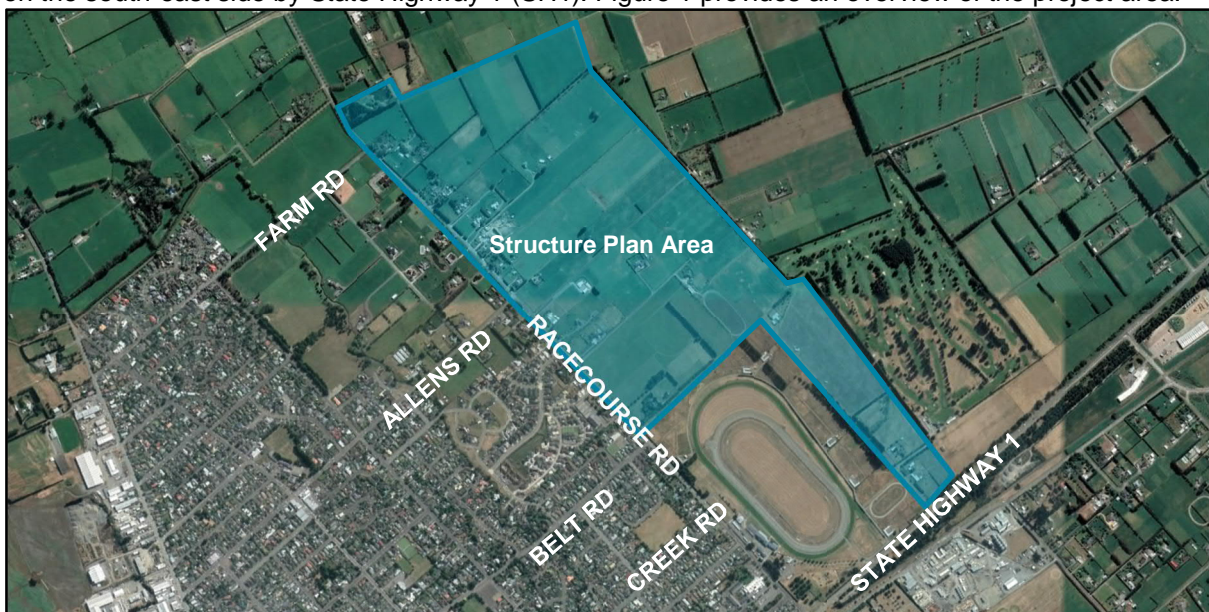 on the south-east side by State Highway 1 (SH1). Figure 1 provides an overview of the project area.
FARM RD
Structure Plan Area
ALLENS RD
RACECOURSE RD
BELT RD
CREEK RD
STATE HIGHWAY 1